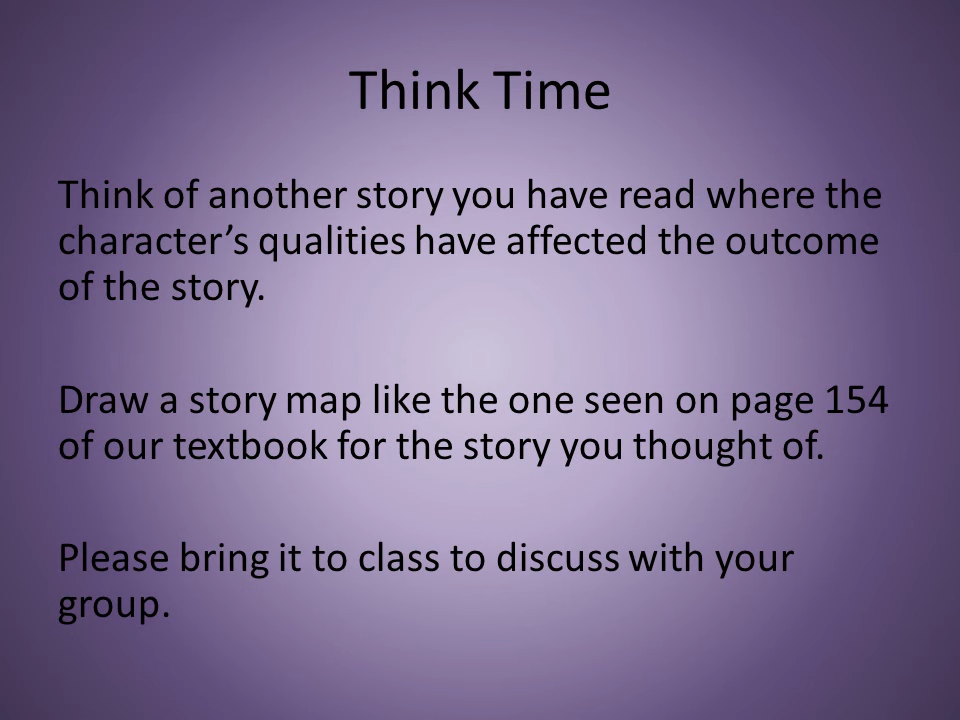 Think Time
Think of another story you have read where the
character’s qualities have affected the outcome
of the story.
Draw a story map like the one seen on page 154
of our textbook for the story you thought of.
Please bring it to class to discuss with your
group.